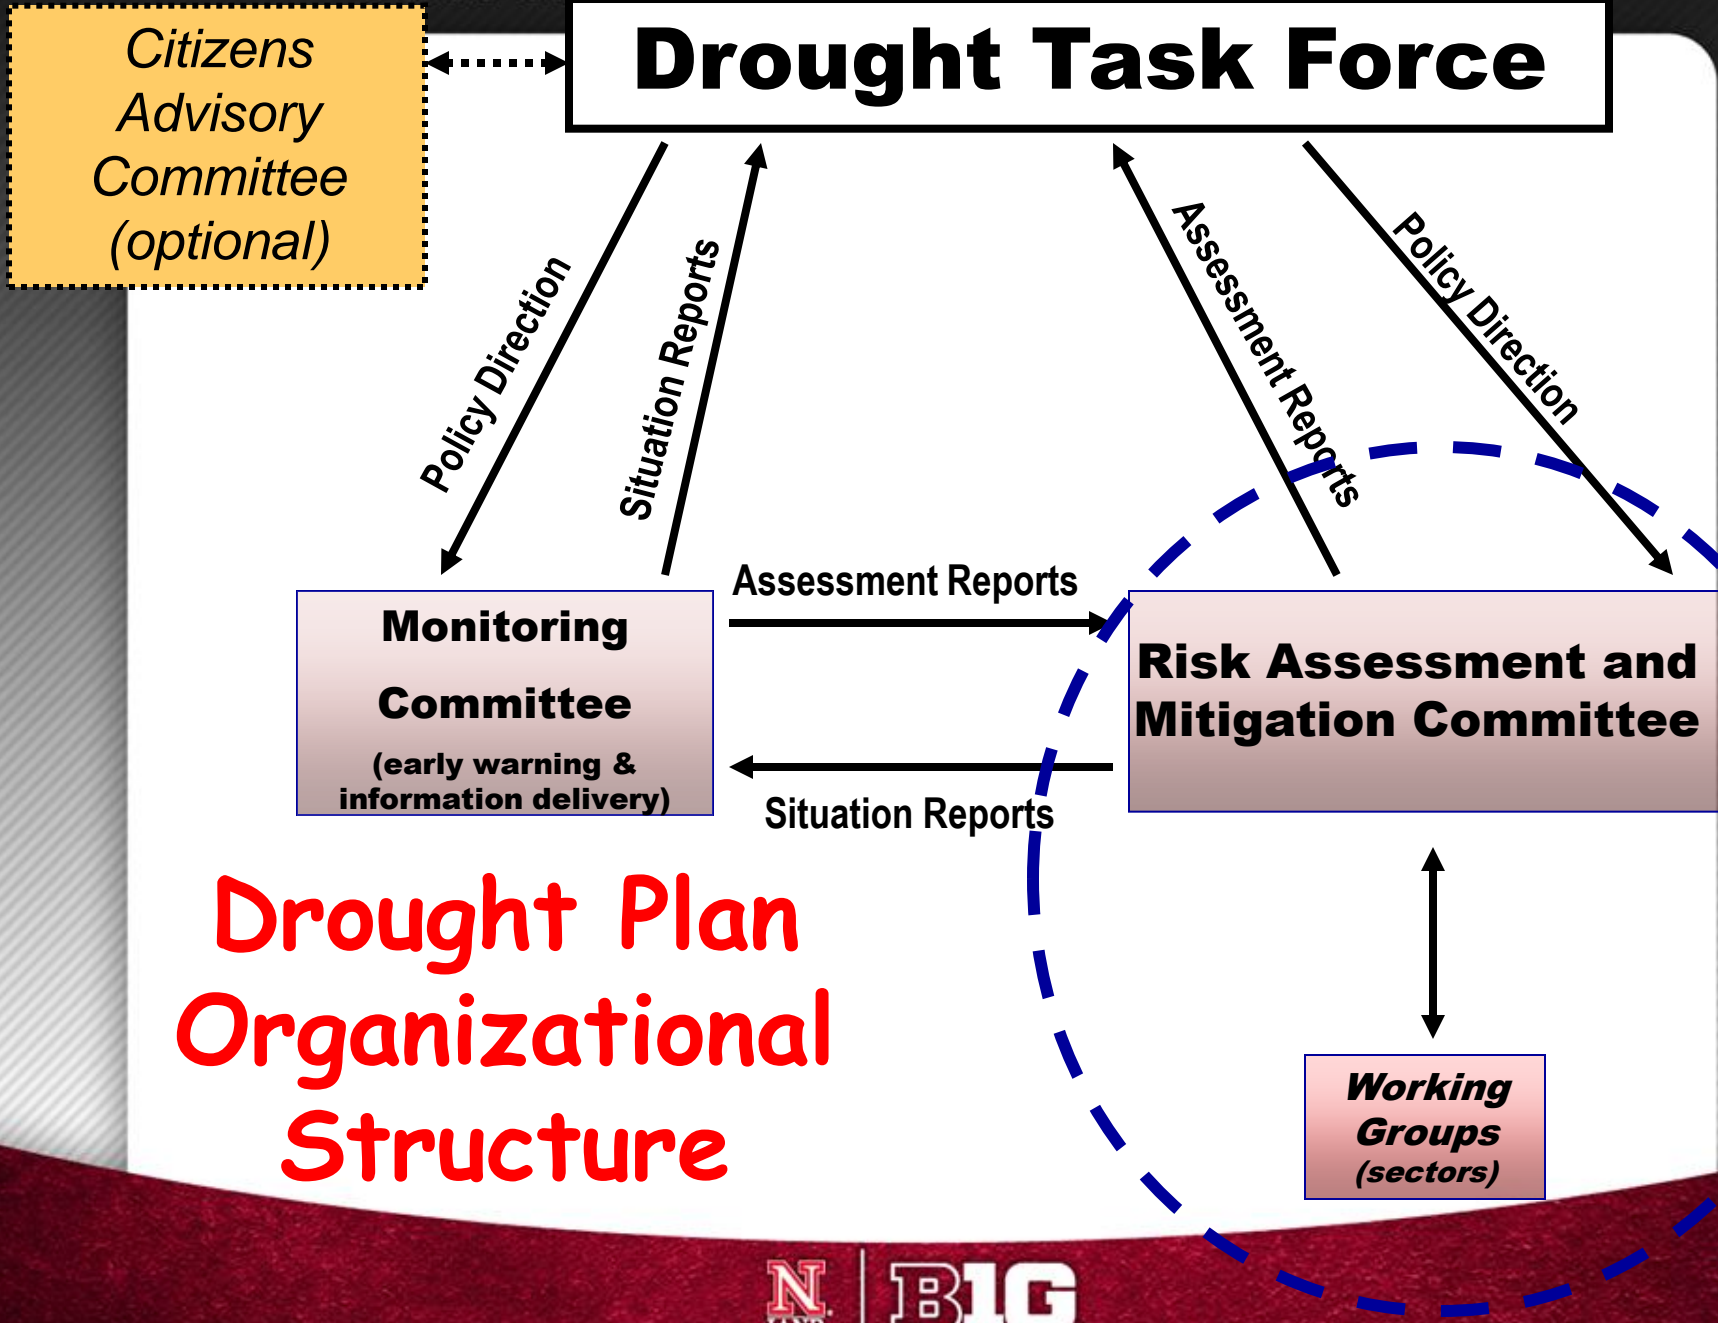 Citizens
Advisory
Committee
(optional)
Drought Task Force
Policy Direction
Situation Reports
Assessment Reports
Policy Direction
Assessment Reports
Monitoring
Committee
(early warning &
information delivery)
Risk Assessment and
Mitigation Committee
Situation Reports
Drought Plan
Organizational
Structure
Working
Groups
(sectors)
N
B1G